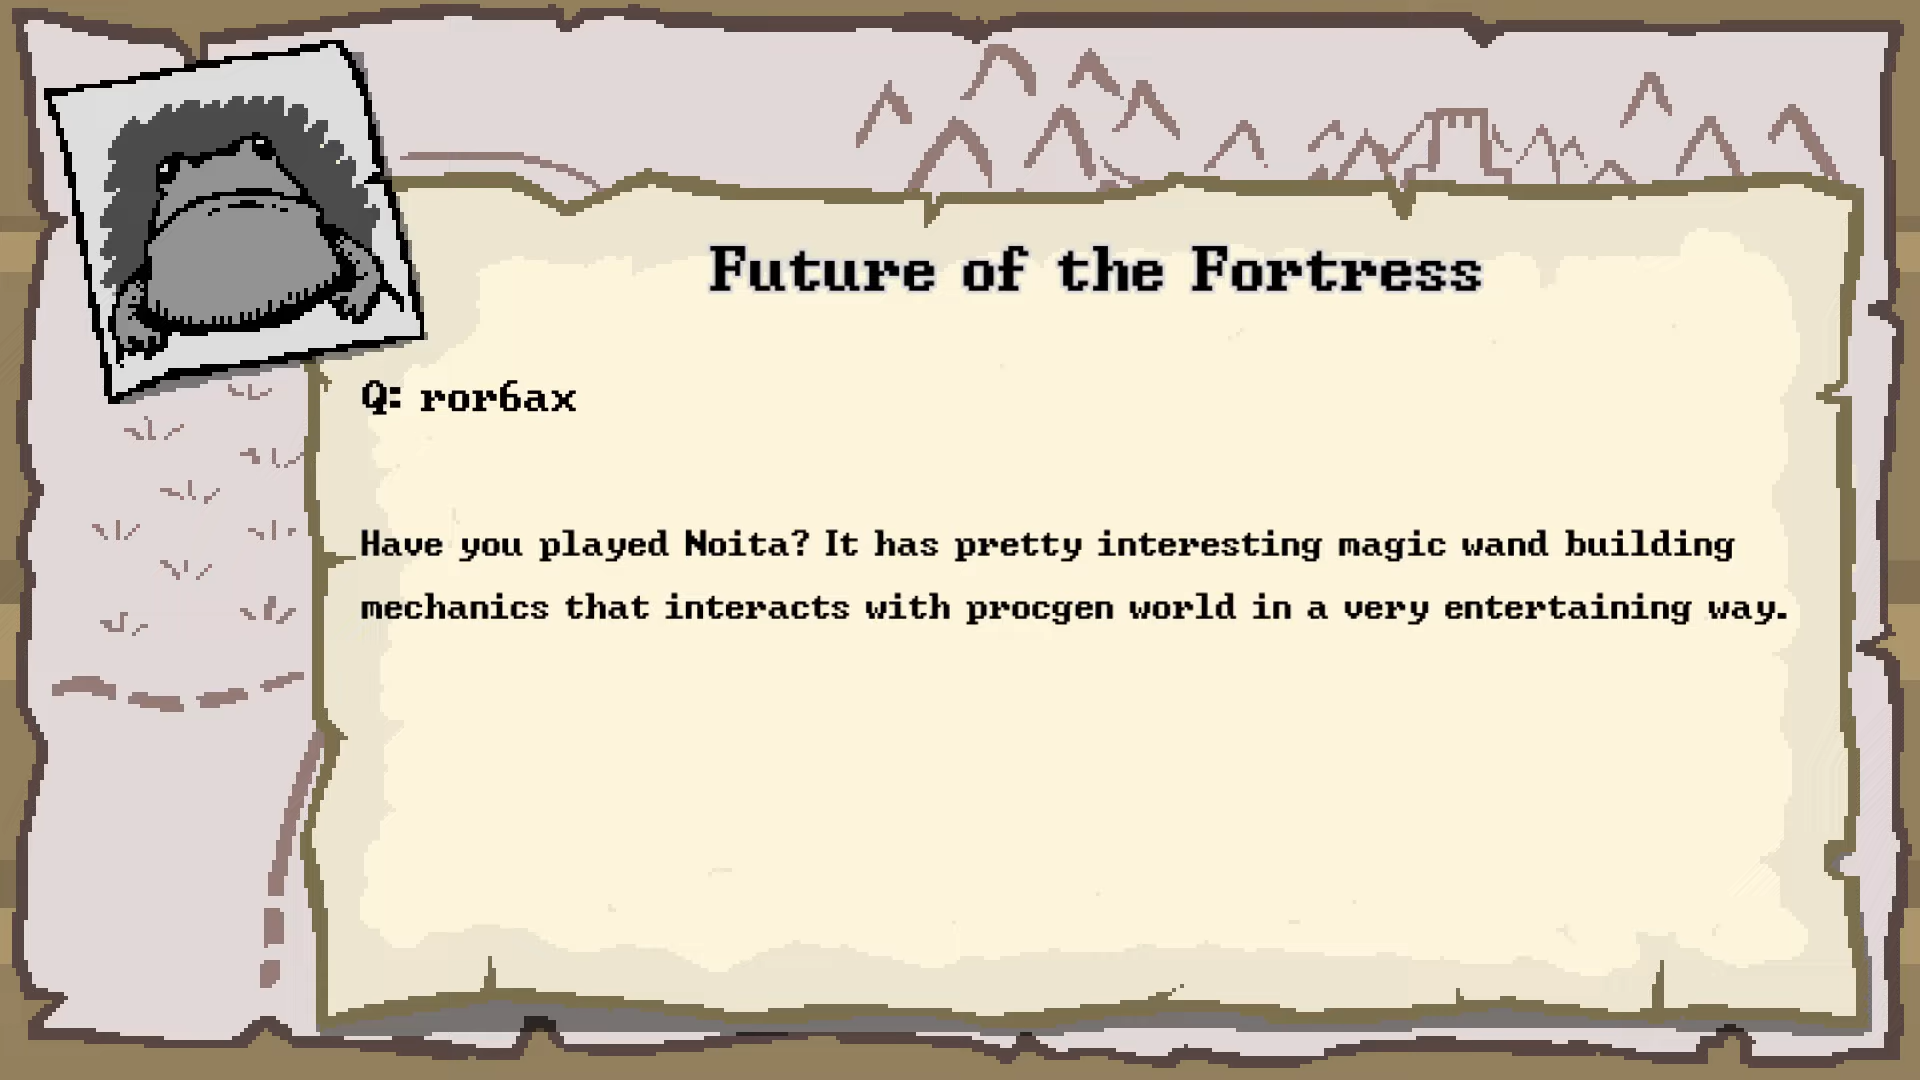 Future of the Fortress
Q: ror6ax
Have you played Noita? It has pretty interesting magic wand building
mechanics that interacts with procgen world in a very entertaining way.